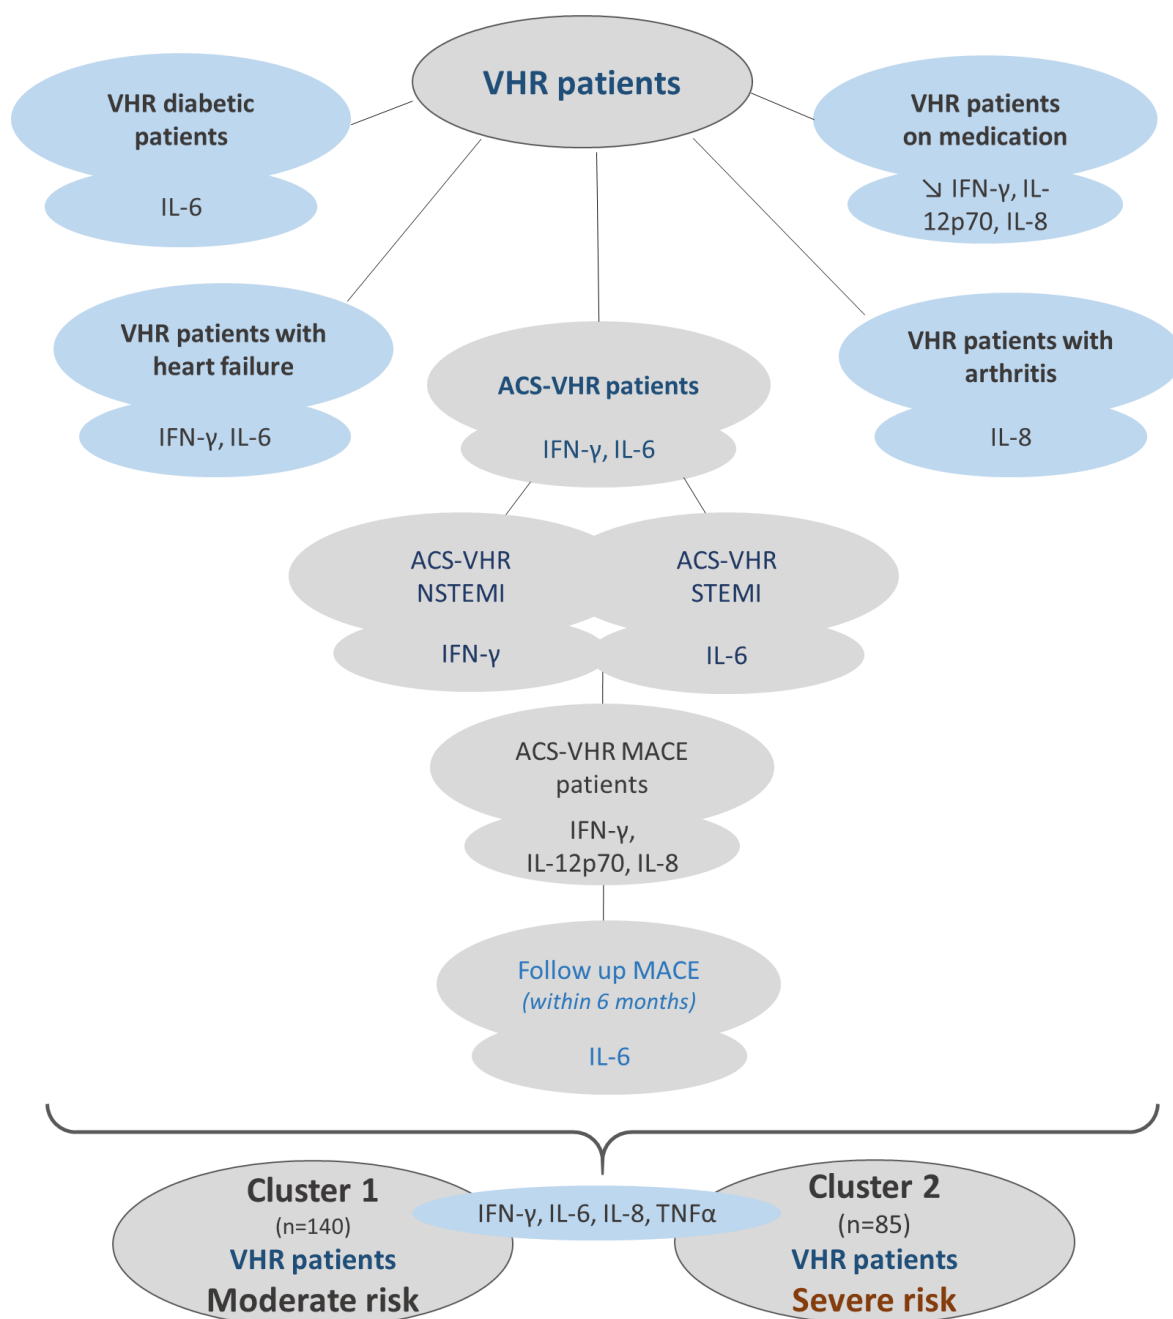 VHR patients
VHR diabetic
patients
IL-6
VHR patients
on medication
↘ IFN-γ, IL-
12p70, IL-8
VHR patients with
heart failure
IFN-γ, IL-6
ACS-VHR patients
IFN-γ, IL-6
VHR patients with
arthritis
IL-8
ACS-VHR
NSTEMI
IFN-γ
ACS-VHR
STEMI
IL-6
ACS-VHR MACE
patients
IFN-γ,
IL-12p70, IL-8
Follow up MACE
(within 6 months)
IL-6
Cluster 1
(n=140)
VHR patients
Moderate risk
IFN-γ, IL-6, IL-8, TNFα
Cluster 2
(n=85)
VHR patients
Severe risk